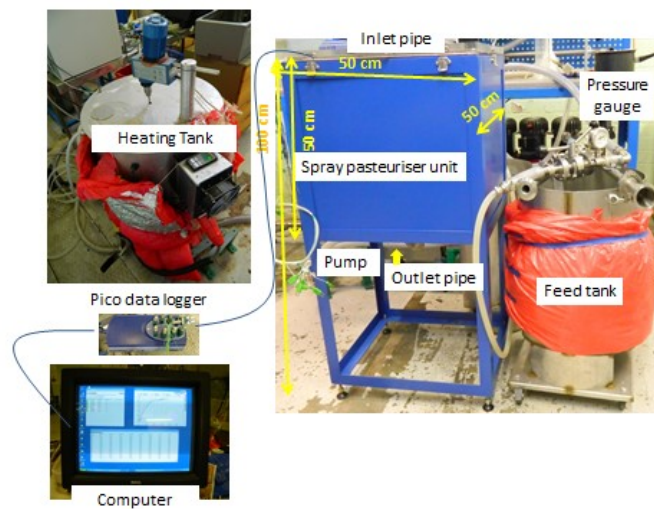 Inlet pipe
50 cm
Pressure
gauge
50 cm
Heating Tank
100 cm
50 cm
Spray pasteuriser unit
Pump
Outlet pipe
Feed tank
Pico data logger
Computer